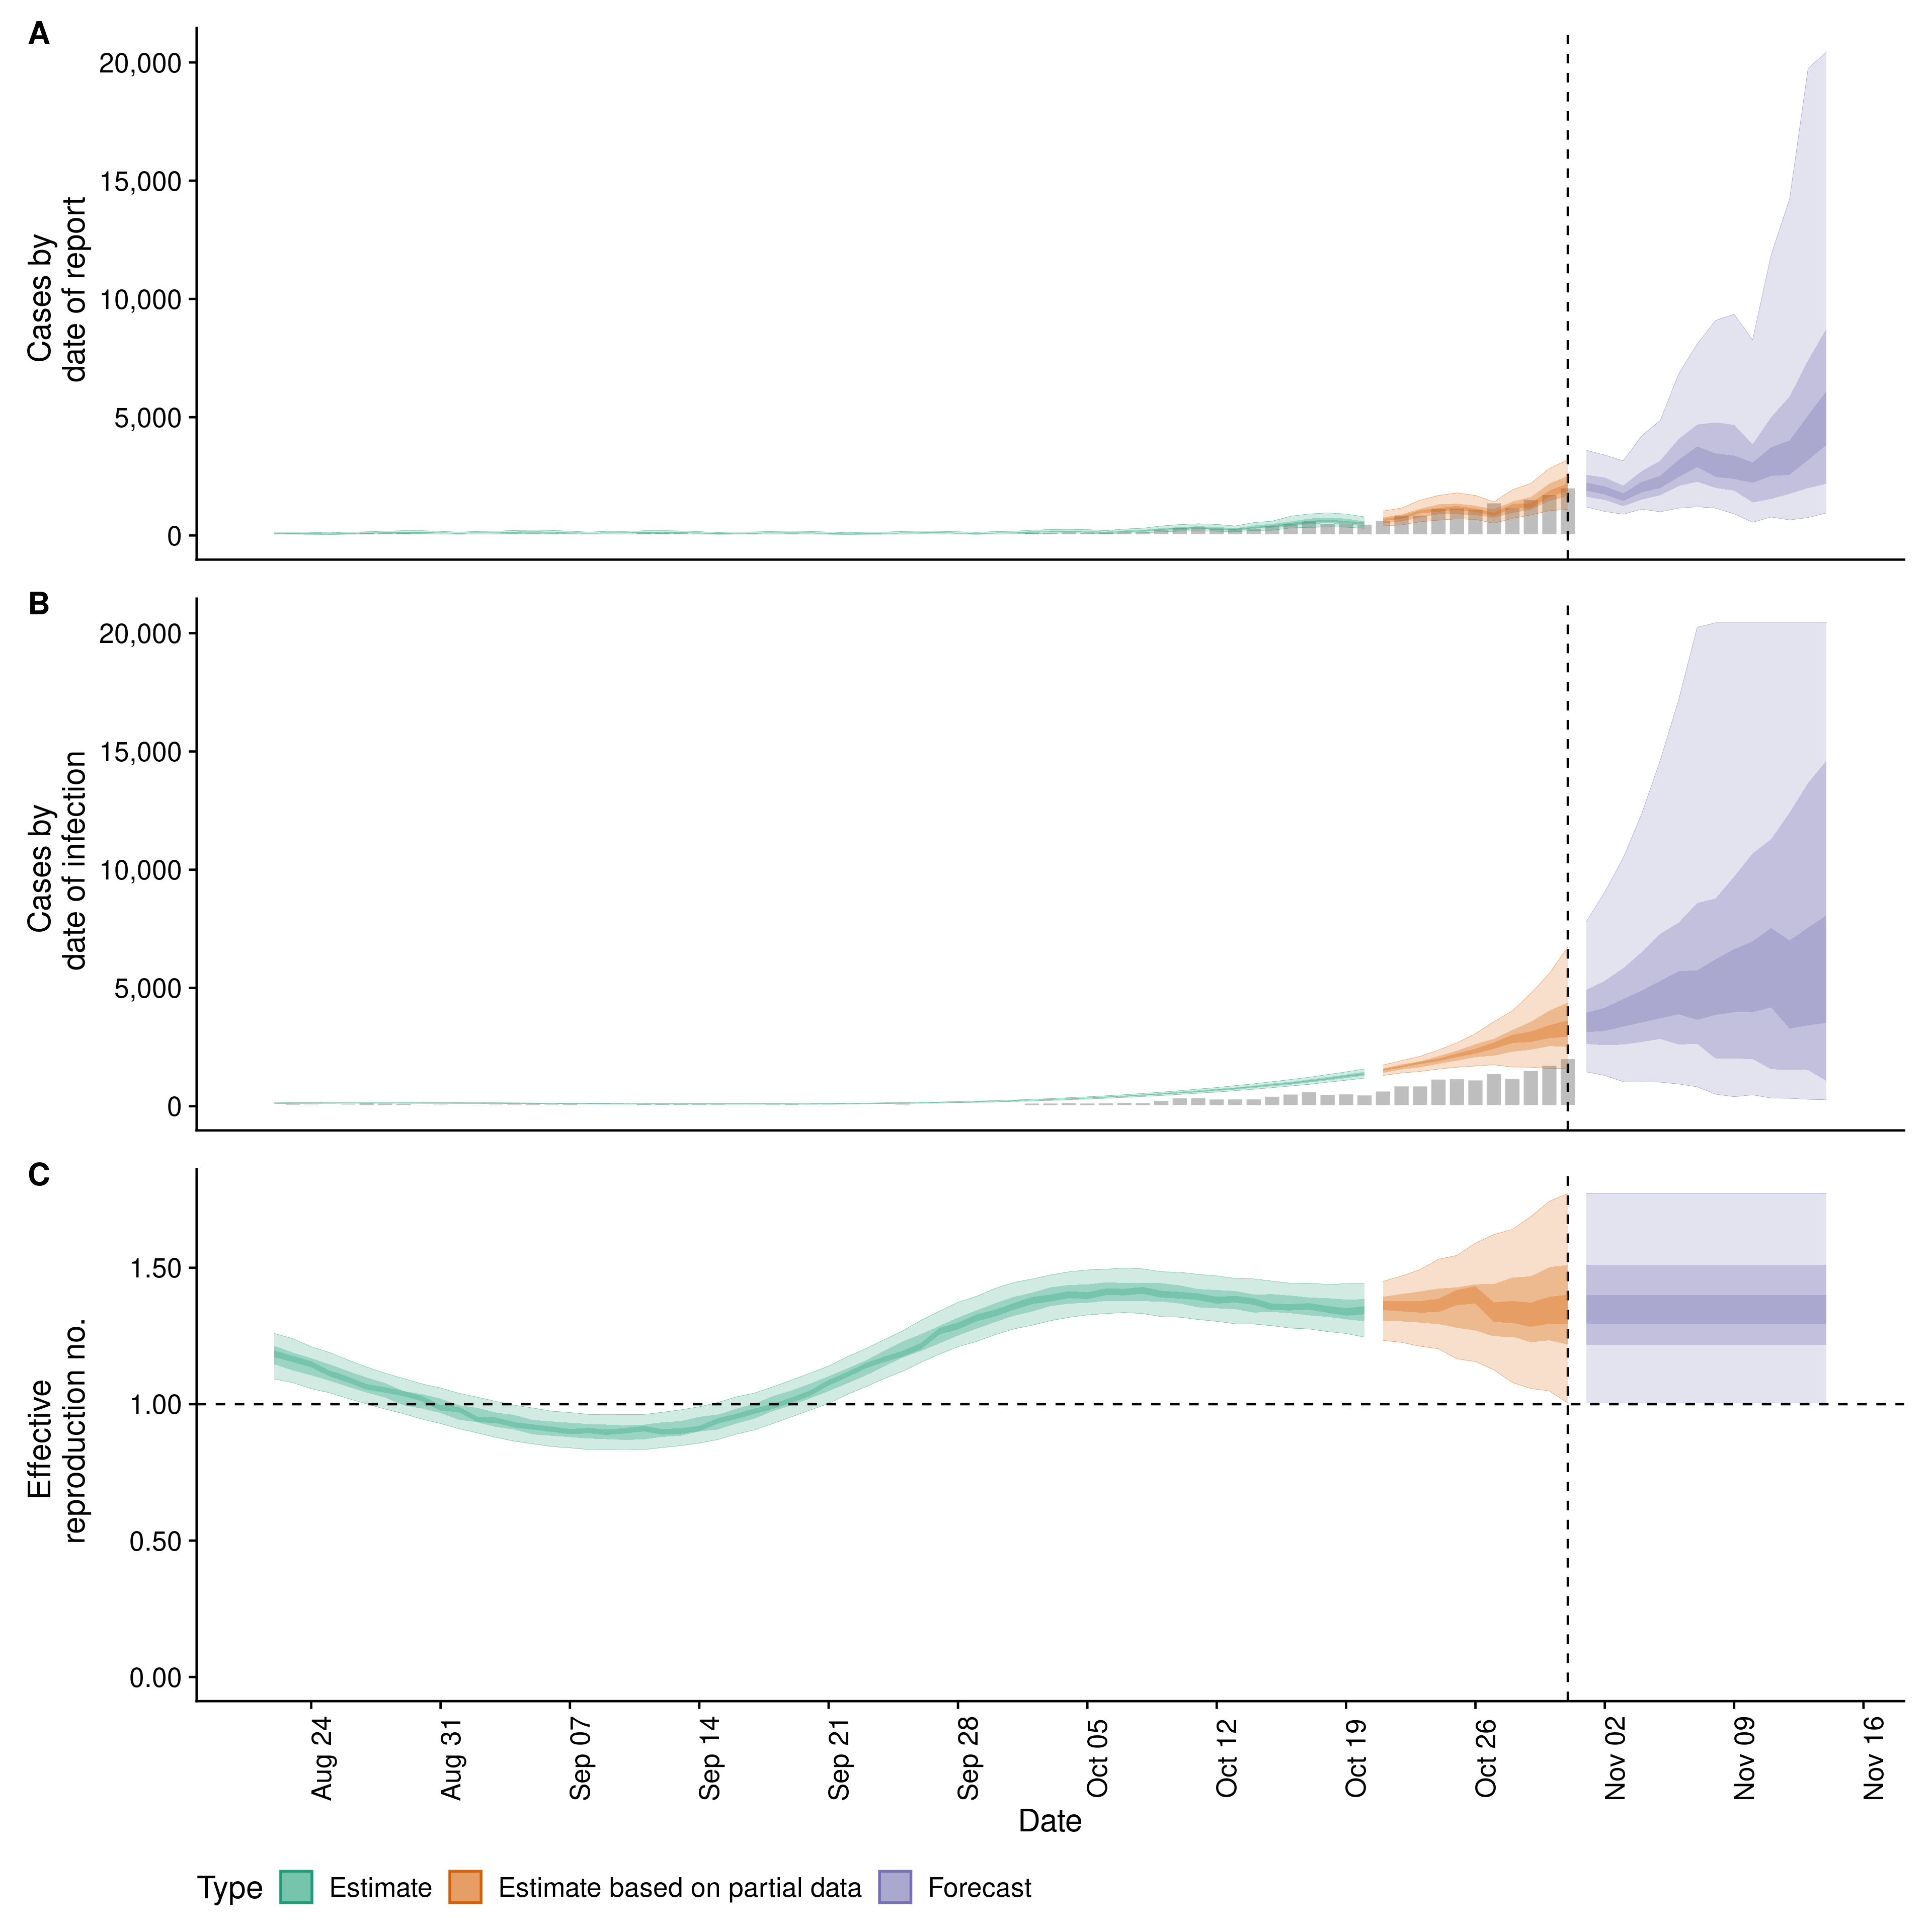 A
20,000
15,000
10,000
5,000
0
Cases by
date of report
B
20,000
15,000
10,000
5,000
0
Cases by
date of infection
C
1.50
1.00
0.50
0.00
Effective
reproduction no.
Aug 24
Aug 31
Sep 07
Sep 14
Sep 21
Sep 28
Oct 05
Oct 12
Oct 19
Oct 26
Nov 02
Nov 09
Nov 16
Date
Type Estimate Estimate based on partial data Forecast